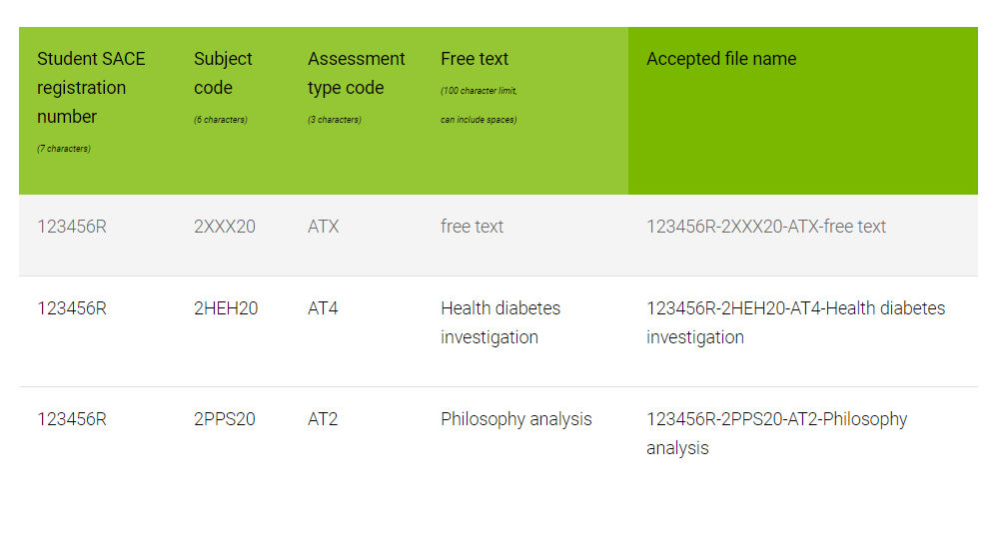 Student SACE
registration
number
(7 characters)
Subject
code
(6 characters)
Assessment
type code
(3 characters)
Free text
(100 character limit,
can include spaces)
Accepted file name
123456R 2XXX20 ATX free text 123456R-2XXX20-ATX-free text
123456R 2HEH20 AT4 Health diabetes
investigation
123456R-2HEH20-AT4-Health diabetes
investigation
123456R 2PPS20 AT2 Philosophy analysis 123456R-2PPS20-AT2-Philosophy
analysis